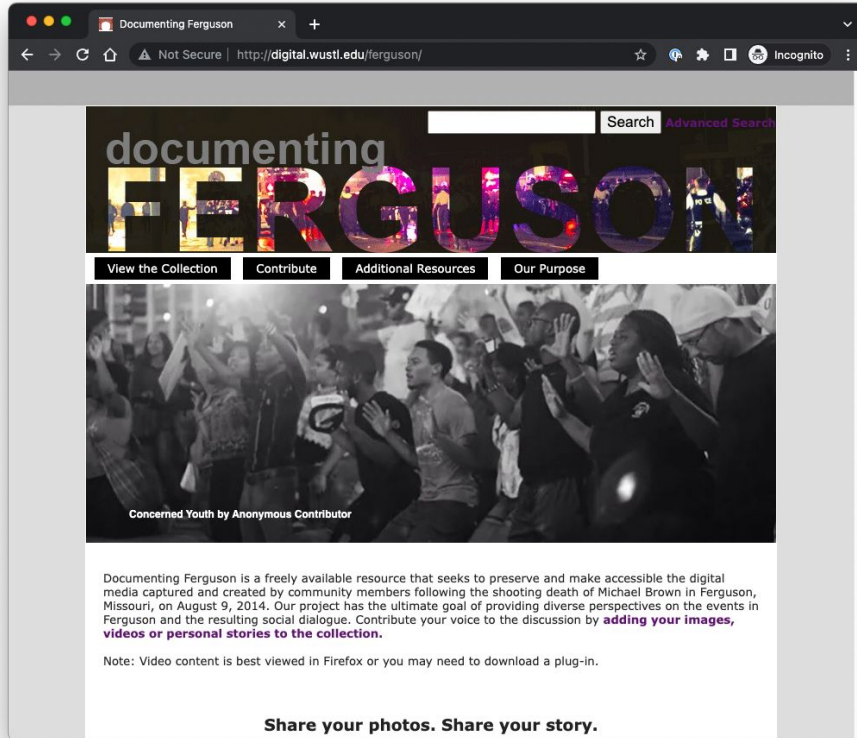 Documenting Ferguson
Not Secure | http://digital.wustl.edu/ferguson/
Incognito
Search Advanced Search
documenting
FERGUSON
POLICE
View the Collection Contribute Additional Resources Our Purpose
Concerned Youth by Anonymous Contributor
Documenting Ferguson is a freely available resource that seeks to preserve and make accessible the digital
media captured and created by community members following the shooting death of Michael Brown in Ferguson,
Missouri, on August 9, 2014. Our project has the ultimate goal of providing diverse perspectives on the events in
Ferguson and the resulting social dialogue. Contribute your voice to the discussion by adding your images,
videos or personal stories to the collection.
Note: Video content is best viewed in Firefox or you may need to download a plug-in.
Share your photos. Share your story.